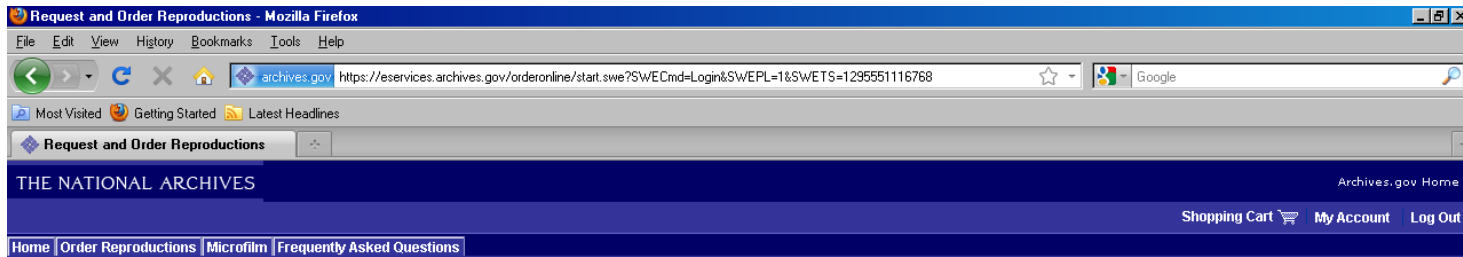 Request and Order Reproductions - Mozilla Firefox
File Edit View History Bookmarks Tools Help
archives.gov https://eservices.archives.gov/orderonline/start.swe?SWECmd=Login&SWEPL=1&SWETS=1295551116768 Google
Most Visited Getting Started Latest Headlines
Request and Order Reproductions
THE NATIONAL ARCHIVES Archives.gov Home
Shopping Cart My Account Log Out
Home Order Reproductions Microfilm Frequently Asked Questions